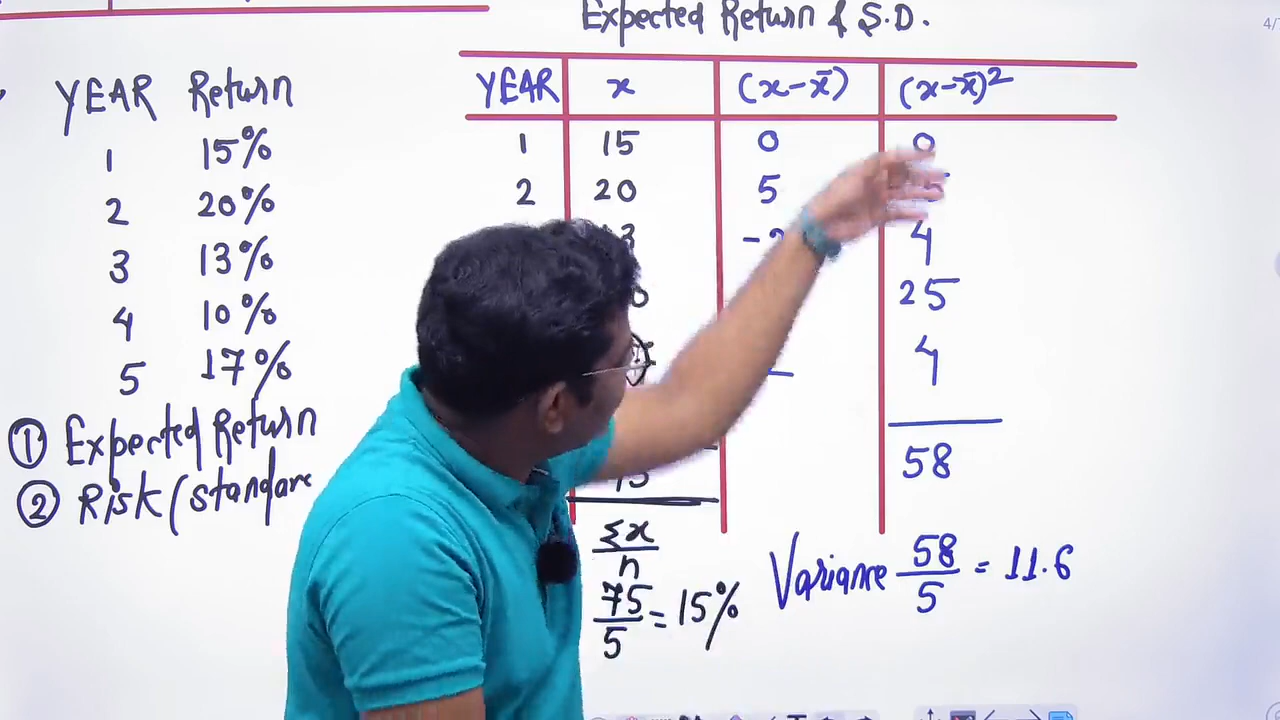 Expected Return & S.D.
YEAR Return
1 15%
2 20%
3 13%
4 10%
5 17%
① Expected Return
② Risk (standar
YEAR x (x-x̄) (x-x̄)²
1 15 0 0
2 20 5
3 4
0 25
4
58
Σx
n
75
5 = 15%
Variance 58
5 = 11.6